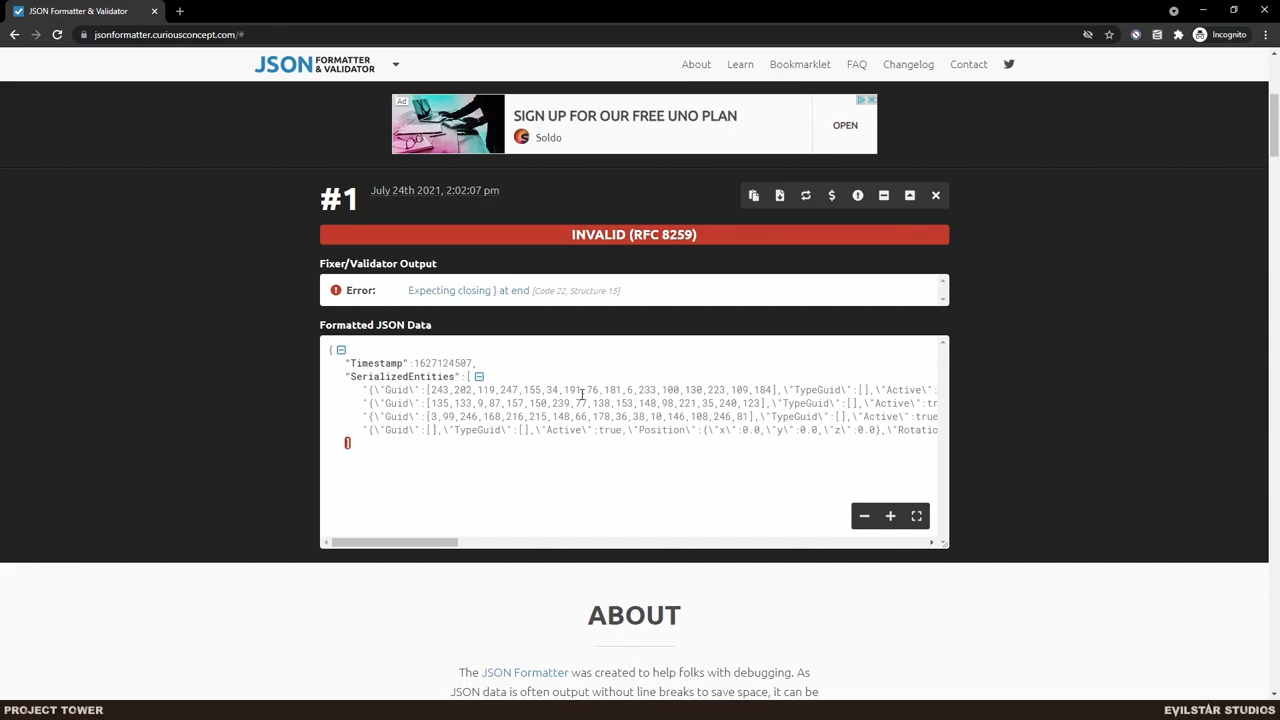 JSON Formatter & Validator
jsonformatter.curiousconcept.com/#
Incognito
JSON FORMATTER & VALIDATOR
About
Learn
Bookmarklet
FAQ
Changelog
Contact
Ad
SIGN UP FOR OUR FREE UNO PLAN
Soldo
OPEN
#1
July 24th 2021, 2:02:07 pm
INVALID (RFC 8259)
Fixer/Validator Output
Error: Expecting closing } at end [Code 22, Structure 15]
Formatted JSON Data
{
"Timestamp":1627124507,
"SerializedEntities":[
"{\"Guid\":[243,202,119,247,155,34,191,76,181,6,233,100,130,223,109,184],\"TypeGuid\":[],\"Active\":
"{\"Guid\":[135,133,9,87,157,150,239,77,138,153,148,98,221,35,240,123],\"TypeGuid\":[],\"Active\":tr
"{\"Guid\":[3,99,246,168,216,215,148,66,178,36,38,10,146,108,246,81],\"TypeGuid\":[],\"Active\":true
"{\"Guid\":[],\"TypeGuid\":[],\"Active\":true,\"Position\":{\"x\":0.0,\"y\":0.0,\"z\":0.0},\"Rotatio
]
ABOUT
The JSON Formatter was created to help folks with debugging. As
JSON data is often output without line breaks to save space, it can be
PROJECT TOWER
EVILSTAR STUDIOS